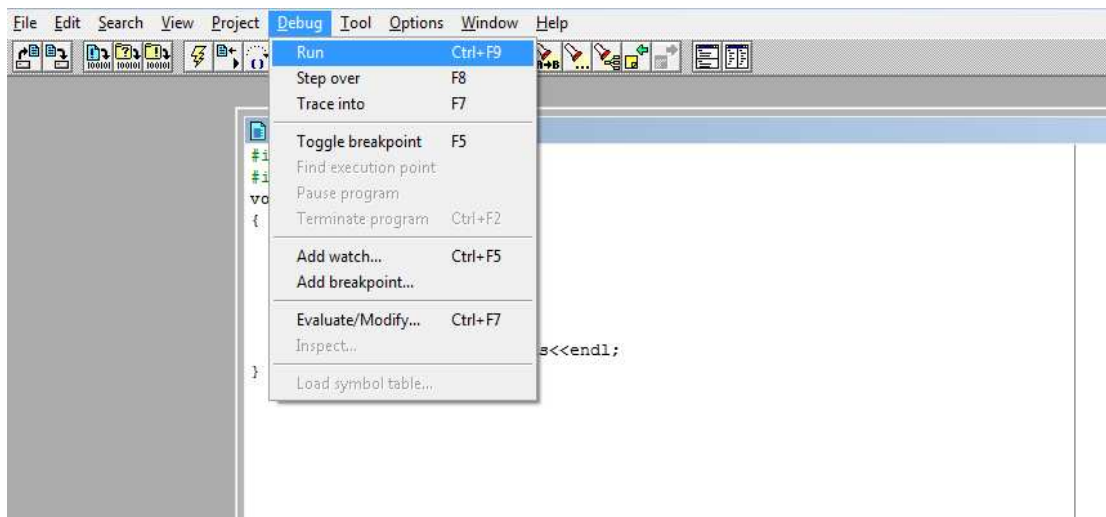 File Edit Search View Project Debug Tool Options Window Help
Run Ctrl+F9
Step over F8
Trace into F7
Toggle breakpoint F5
Find execution point
Pause program
Terminate program Ctrl+F2
Add watch... Ctrl+F5
Add breakpoint...
Evaluate/Modify... Ctrl+F7
Inspect...
Load symbol table...
#i
#i
vo
{
s<<endl;
}